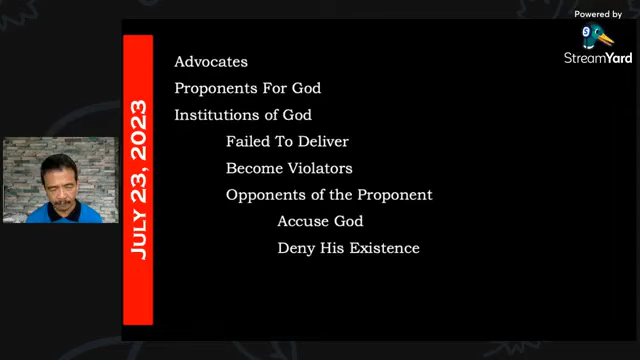 Powered by
StreamYard
JULY 23, 2023
Advocates
Proponents For God
Institutions of God
Failed To Deliver
Become Violators
Opponents of the Proponent
Accuse God
Deny His Existence